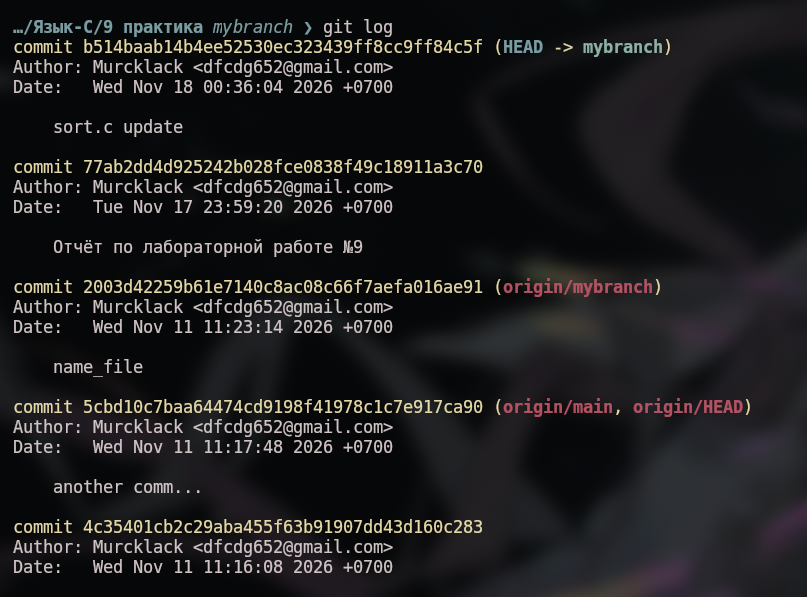 …/Язык-C/9 практика mybranch ❯ git log
commit b514baab14b4ee52530ec323439ff8cc9ff84c5f (HEAD -> mybranch)
Author: Murcklack <dfcdg652@gmail.com>
Date:   Wed Nov 18 00:36:04 2026 +0700
    sort.c update
commit 77ab2dd4d925242b028fce0838f49c18911a3c70
Author: Murcklack <dfcdg652@gmail.com>
Date:   Tue Nov 17 23:59:20 2026 +0700
    Отчёт по лабораторной работе №9
commit 2003d42259b61e7140c8ac08c66f7aefa016ae91 (origin/mybranch)
Author: Murcklack <dfcdg652@gmail.com>
Date:   Wed Nov 11 11:23:14 2026 +0700
    name_file
commit 5cbd10c7baa64474cd9198f41978c1c7e917ca90 (origin/main, origin/HEAD)
Author: Murcklack <dfcdg652@gmail.com>
Date:   Wed Nov 11 11:17:48 2026 +0700
    another comm...
commit 4c35401cb2c29aba455f63b91907dd43d160c283
Author: Murcklack <dfcdg652@gmail.com>
Date:   Wed Nov 11 11:16:08 2026 +0700